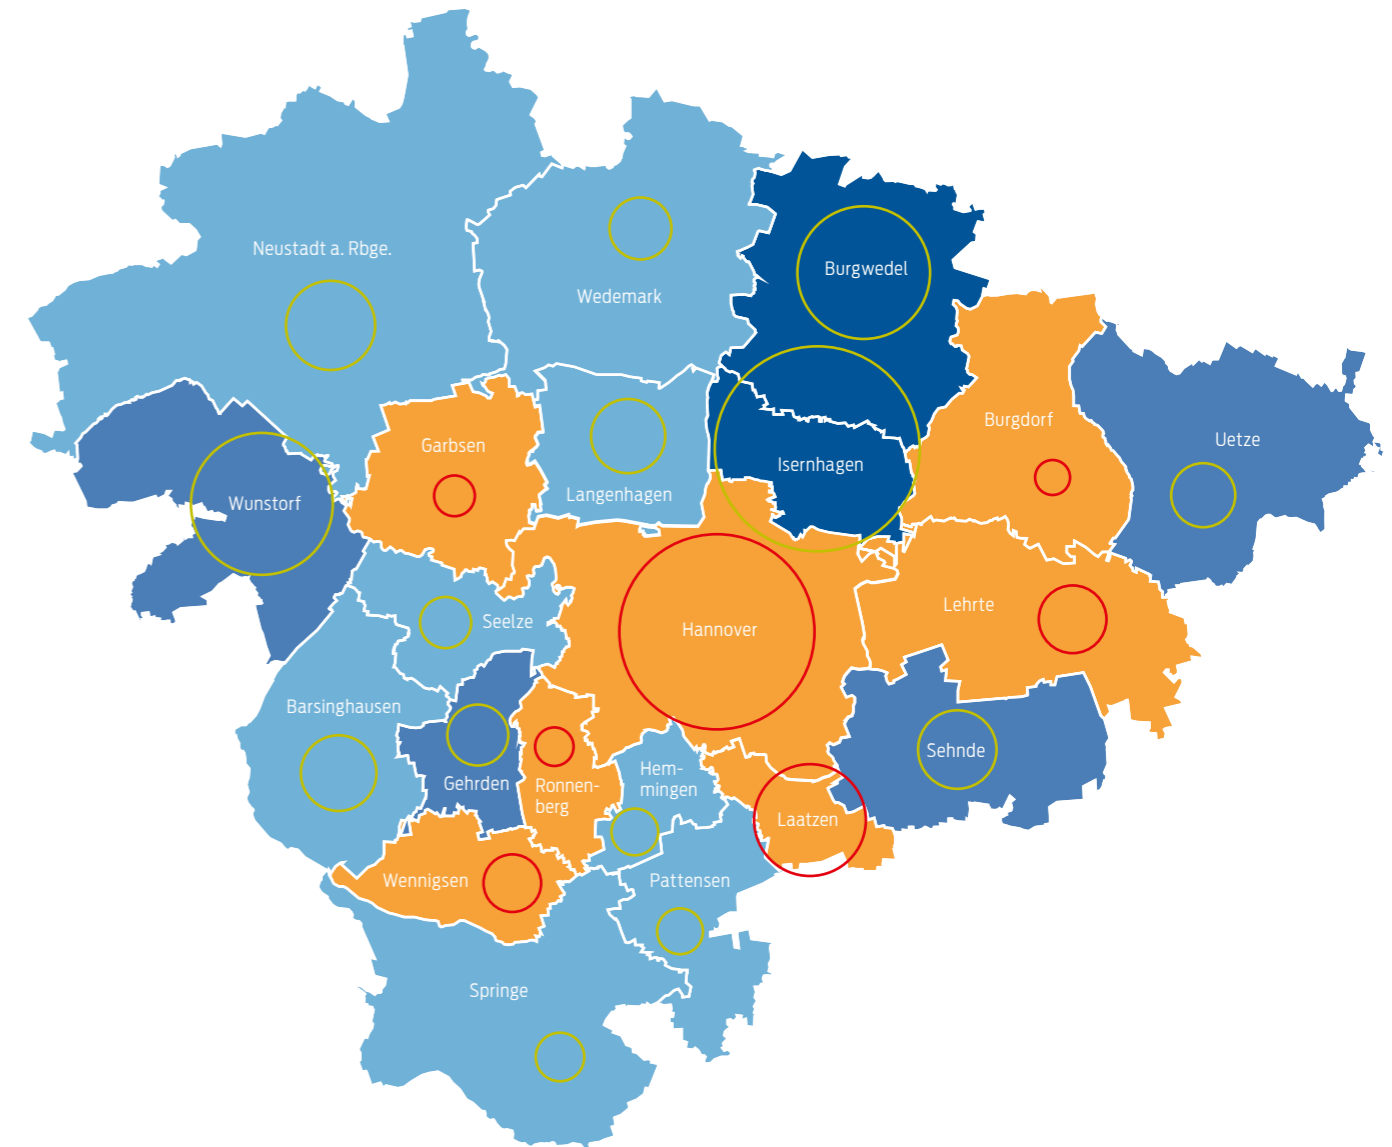 Neustadt a. Rbge.
Wedemark
Burgwedel
Burgdorf
Garbsen
Uetze
Isernhagen
Langenhagen
Wunstorf
Lehrte
Seelze
Hannover
Barsinghausen
Sehnde
Hem-
mingen
Gehrden
Ronnen-
berg
Laatzen
Wennigsen
Pattensen
Springe